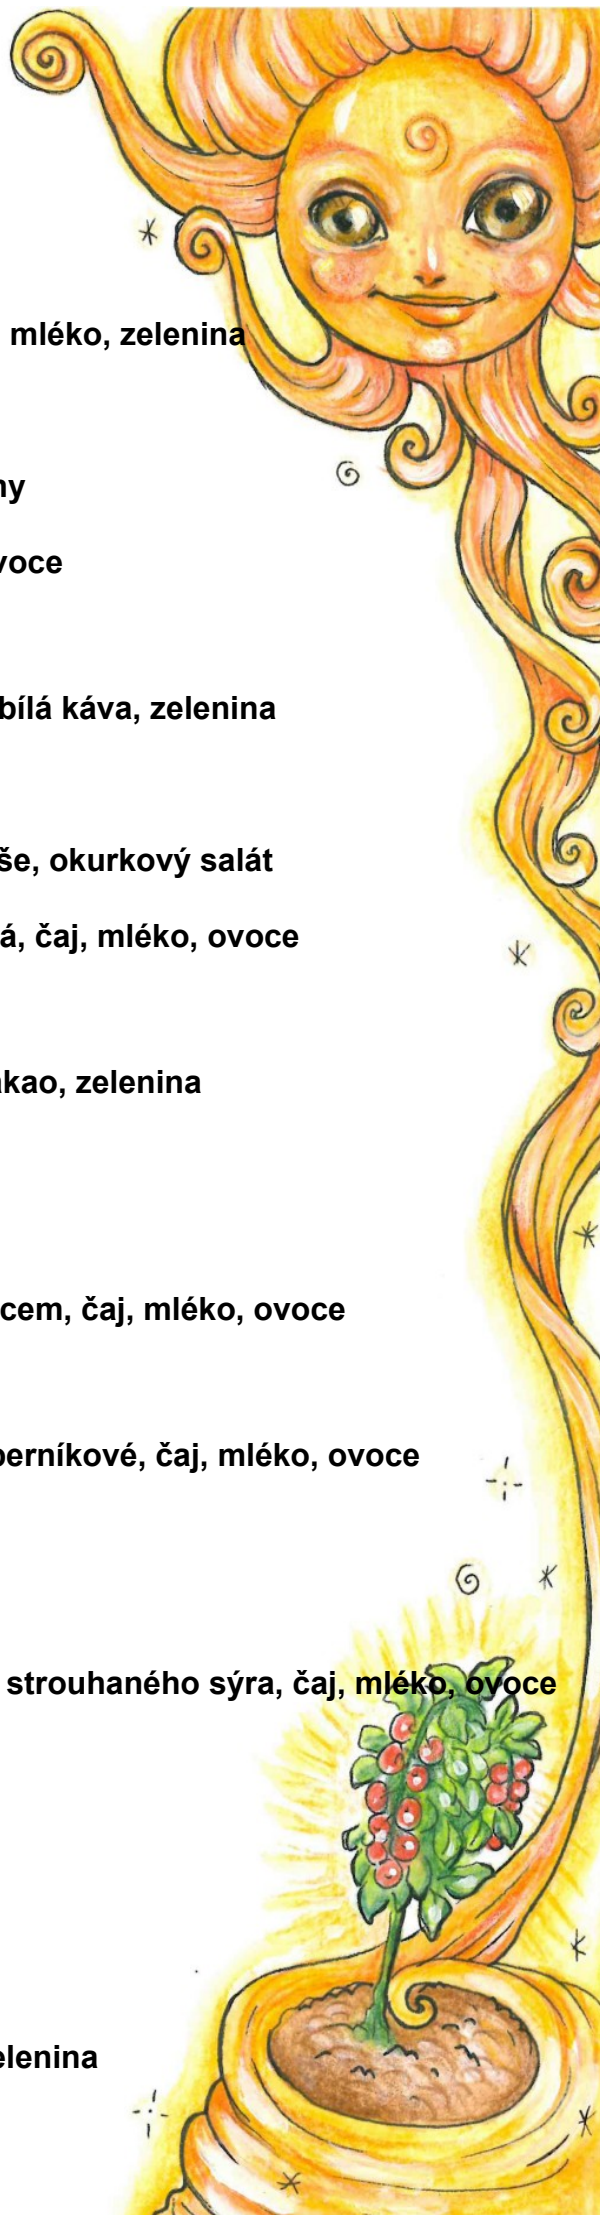 mléko, zelenina
ny
voce
bílá káva, zelenina
še, okurkový salát
á, čaj, mléko, ovoce
akao, zelenina
cem, čaj, mléko, ovoce
perníkové, čaj, mléko, ovoce
strouhaného sýra, čaj, mléko, ovoce
elenina